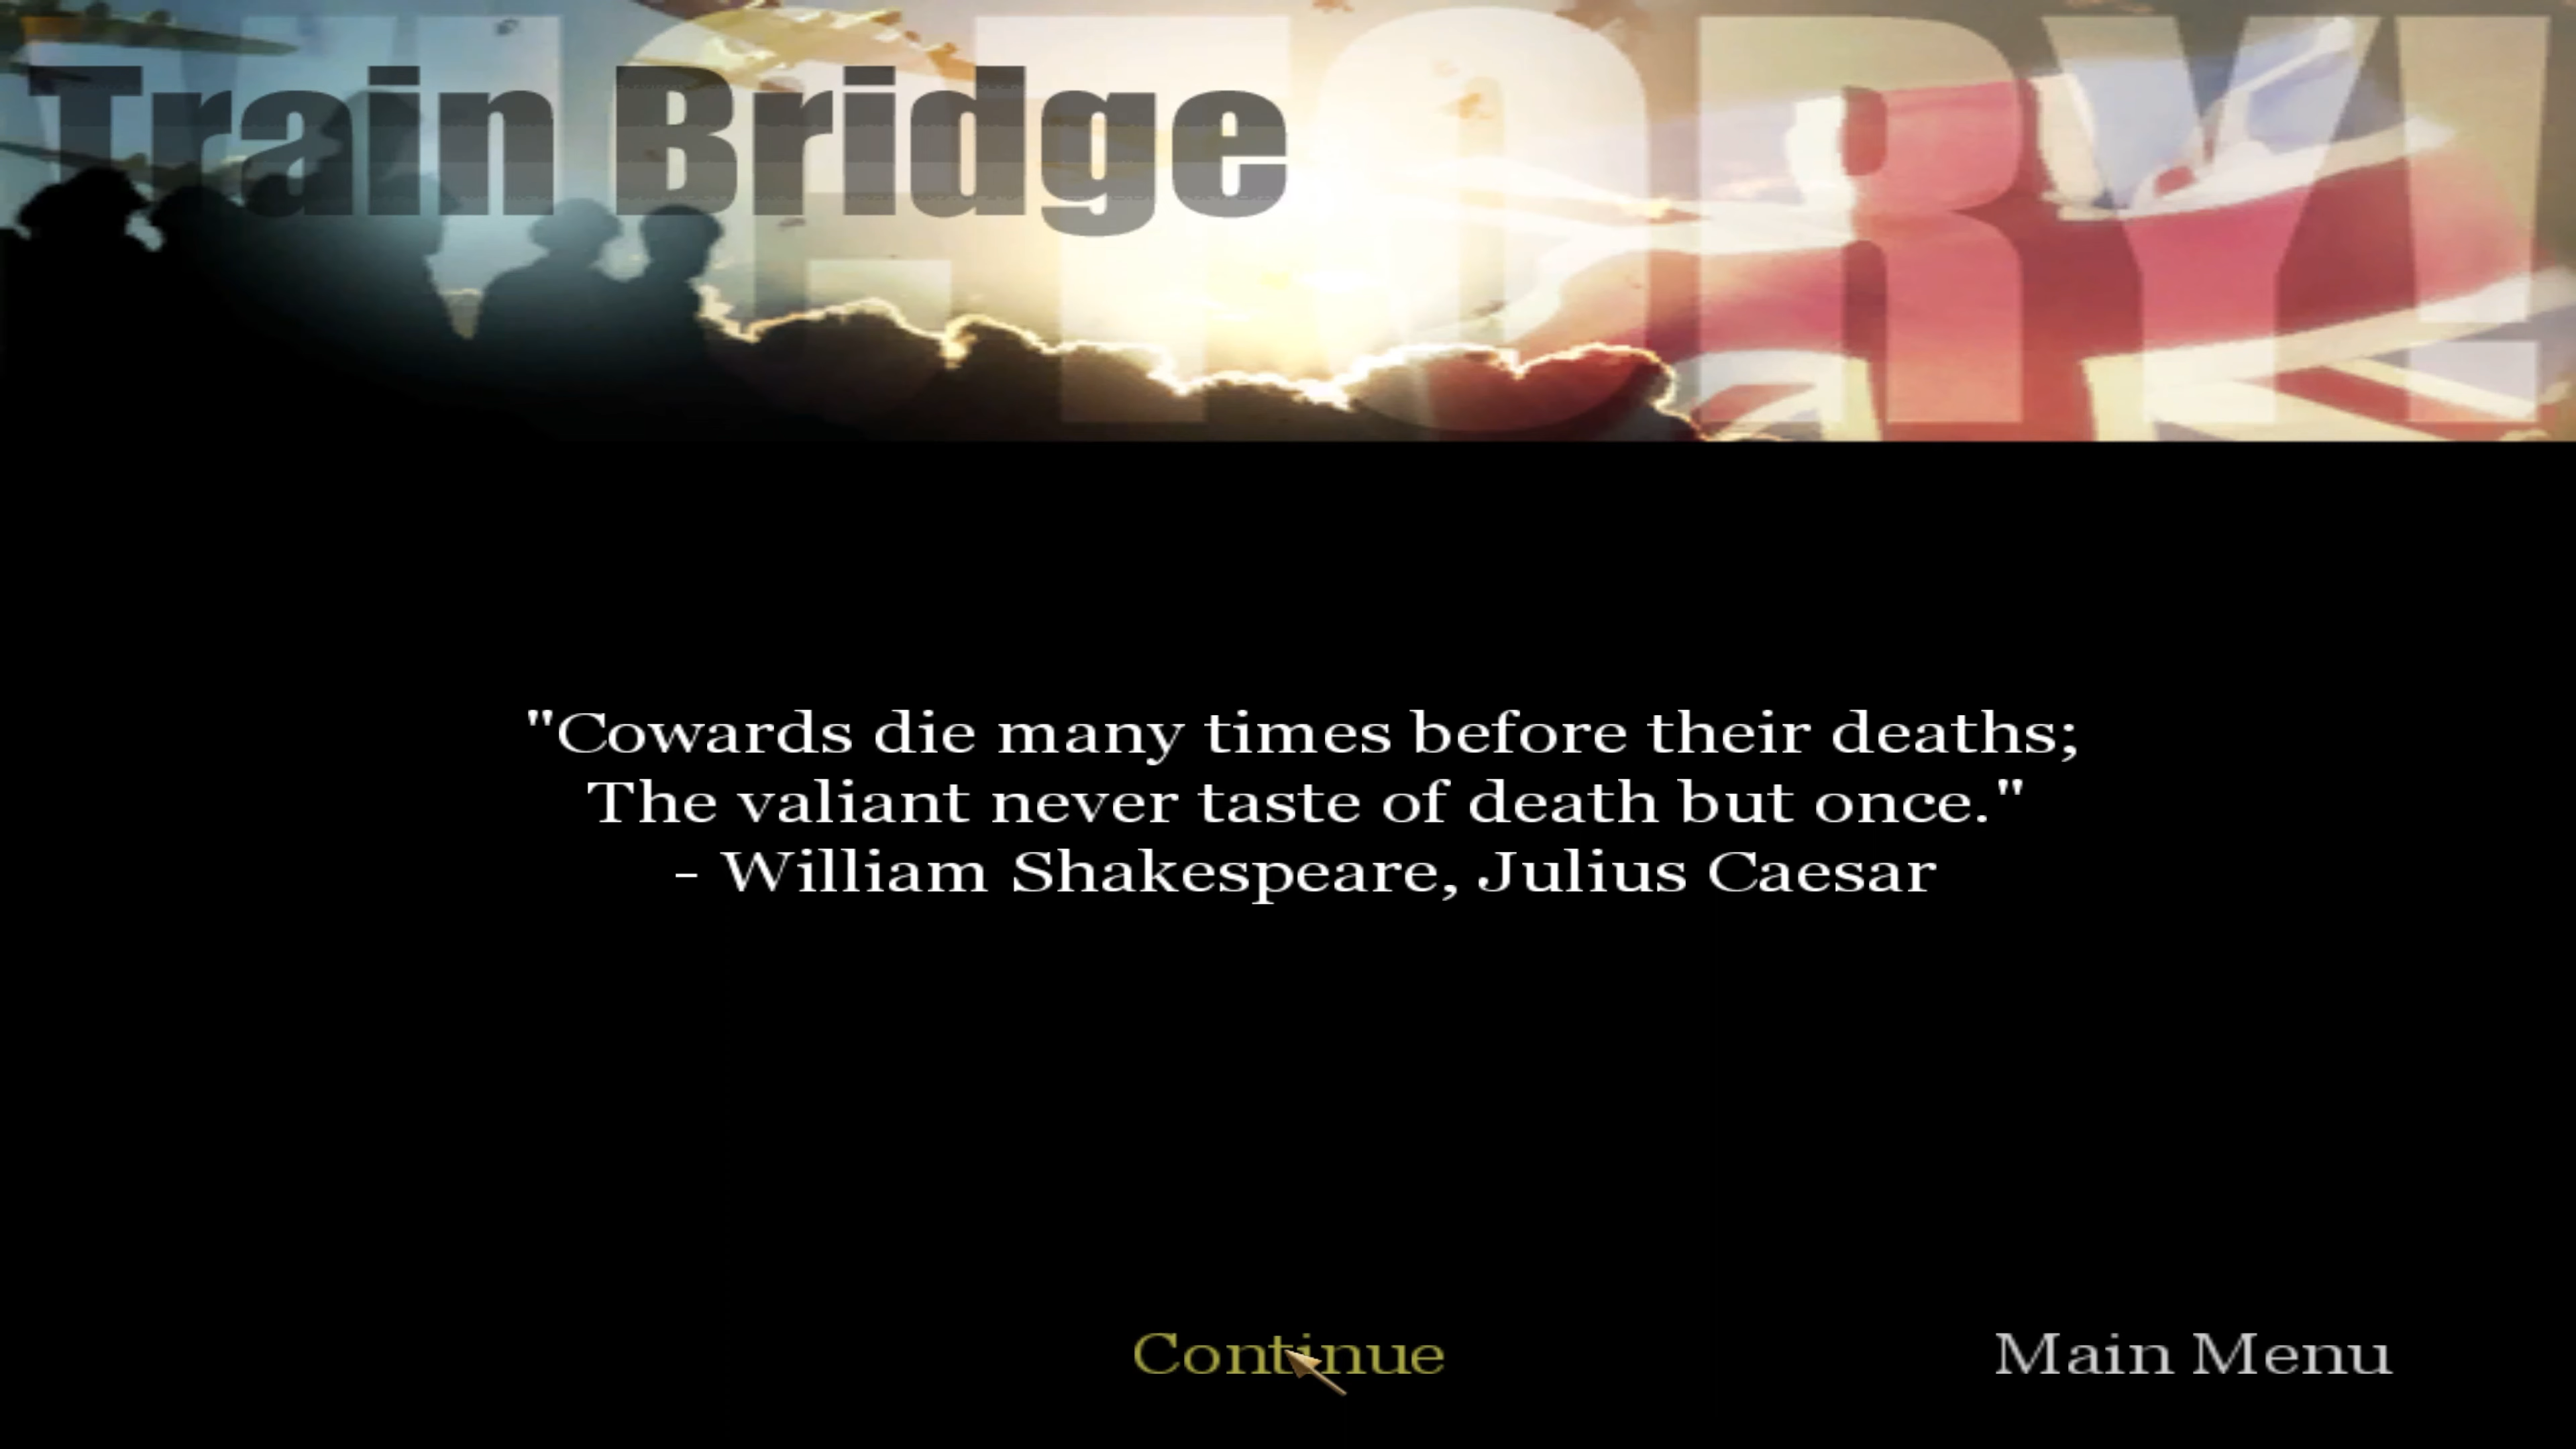 VICTORY!
Train Bridge
"Cowards die many times before their deaths;
The valiant never taste of death but once."
- William Shakespeare, Julius Caesar
Continue
Main Menu